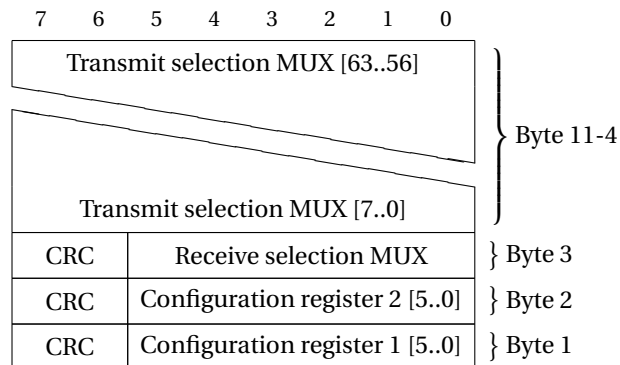 7 6 5 4 3 2 1 0
Transmit selection MUX [63..56]
Byte 11-4
Transmit selection MUX [7..0]
CRC Receive selection MUX } Byte 3
CRC Configuration register 2 [5..0] } Byte 2
CRC Configuration register 1 [5..0] } Byte 1